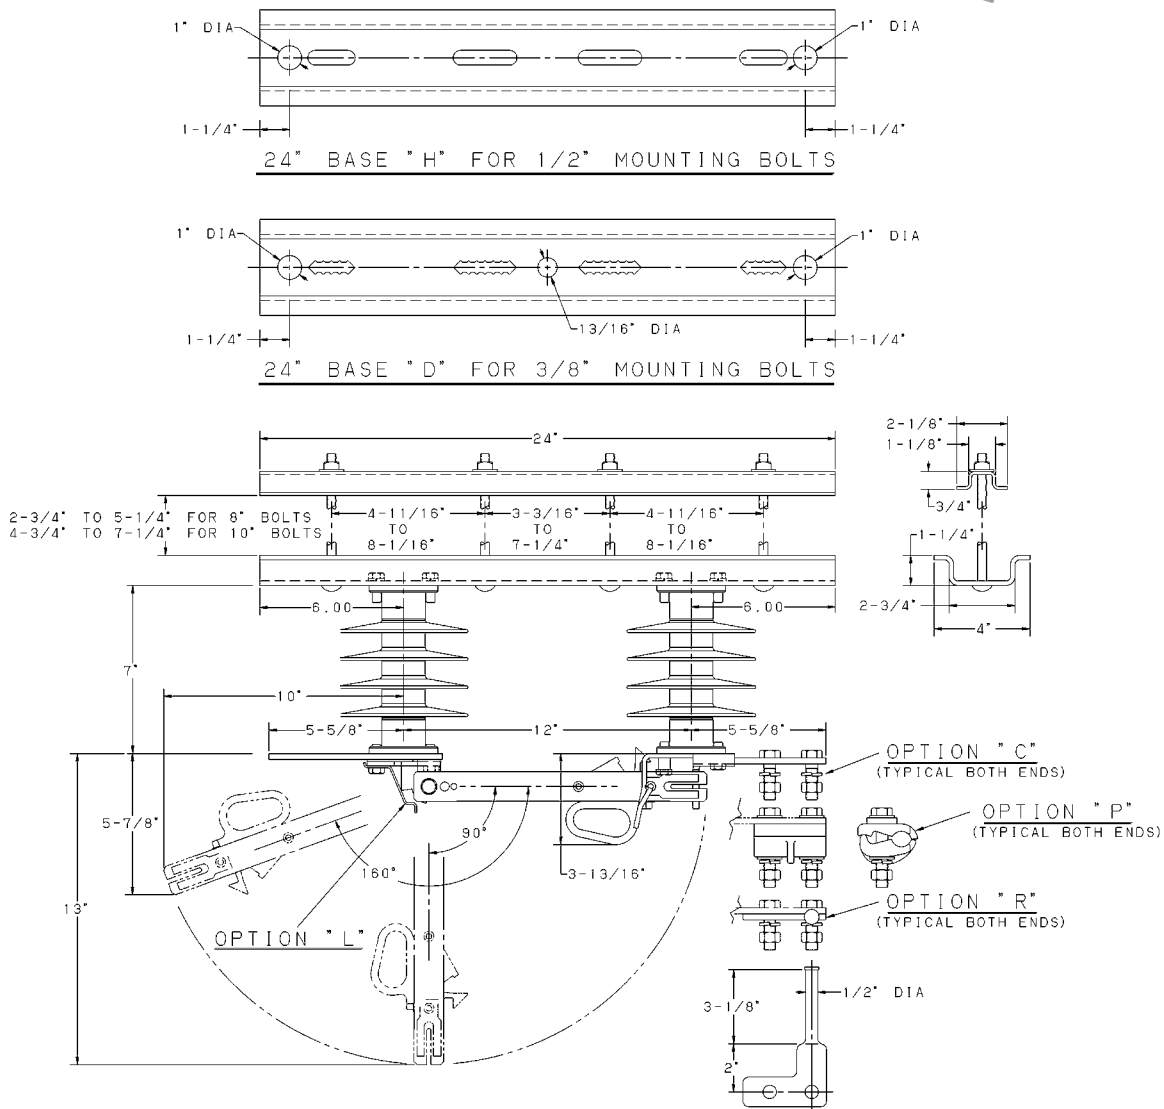 1" DIA
1" DIA
1-1/4"
1-1/4"
24" BASE "H" FOR 1/2" MOUNTING BOLTS
1" DIA
1" DIA
13/16" DIA
1-1/4"
1-1/4"
24" BASE "D" FOR 3/8" MOUNTING BOLTS
24"
2-1/8"
1-1/8"
3/4"
2-3/4" TO 5-1/4" FOR 8" BOLTS
4-3/4" TO 7-1/4" FOR 10" BOLTS
4-11/16"
TO
8-1/16"
3-3/16"
TO
7-1/4"
4-11/16"
TO
8-1/16"
1-1/4"
2-3/4"
4"
6.00
6.00
7"
10"
5-5/8"
12"
5-5/8"
OPTION "C"
(TYPICAL BOTH ENDS)
5-7/8"
90°
160°
3-13/16"
OPTION "P"
(TYPICAL BOTH ENDS)
13"
OPTION "L"
OPTION "R"
(TYPICAL BOTH ENDS)
3-1/8"
1/2" DIA
2"